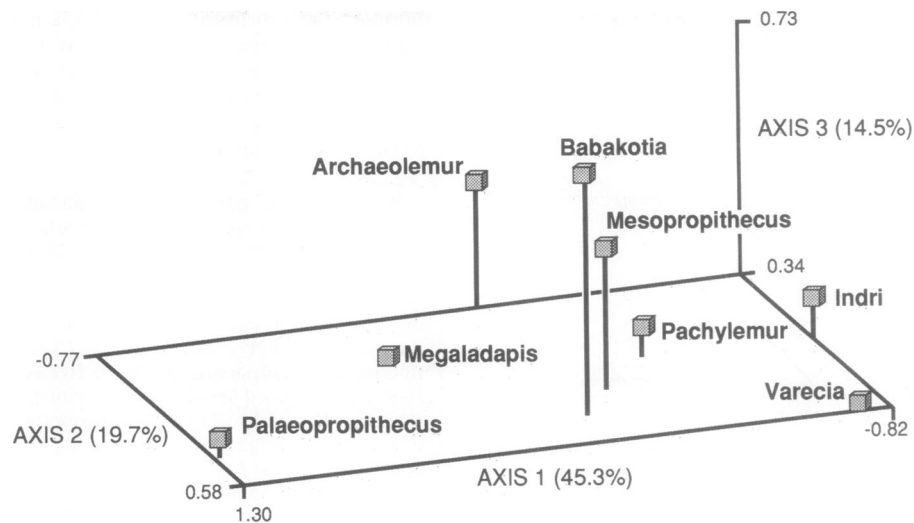 0.73
AXIS 3 (14.5%)
Babakotia
Archaeolemur
Mesopropithecus
0.34
Indri
Pachylemur
-0.77
Megaladapis
Varecia
Palaeopropithecus
-0.82
AXIS 2 (19.7%)
AXIS 1 (45.3%)
0.58
1.30